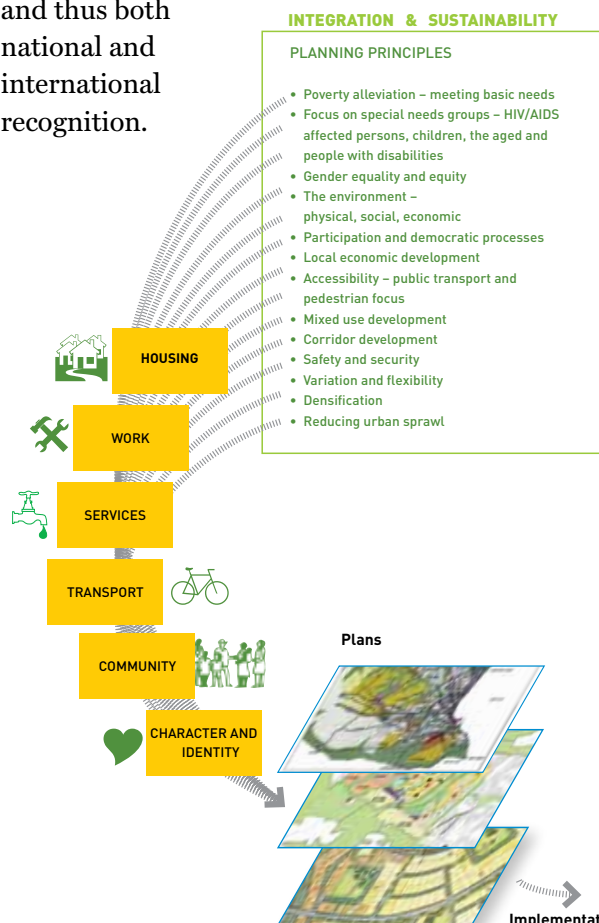 and thus both
national and
international
recognition.
INTEGRATION & SUSTAINABILITY
PLANNING PRINCIPLES
• Poverty alleviation – meeting basic needs
• Focus on special needs groups – HIV/AIDS
affected persons, children, the aged and
people with disabilities
• Gender equality and equity
• The environment –
physical, social, economic
• Participation and democratic processes
• Local economic development
• Accessibility – public transport and
pedestrian focus
• Mixed use development
• Corridor development
• Safety and security
• Variation and flexibility
• Densification
• Reducing urban sprawl
HOUSING
WORK
SERVICES
TRANSPORT
COMMUNITY
CHARACTER AND
IDENTITY
Plans
Implementat